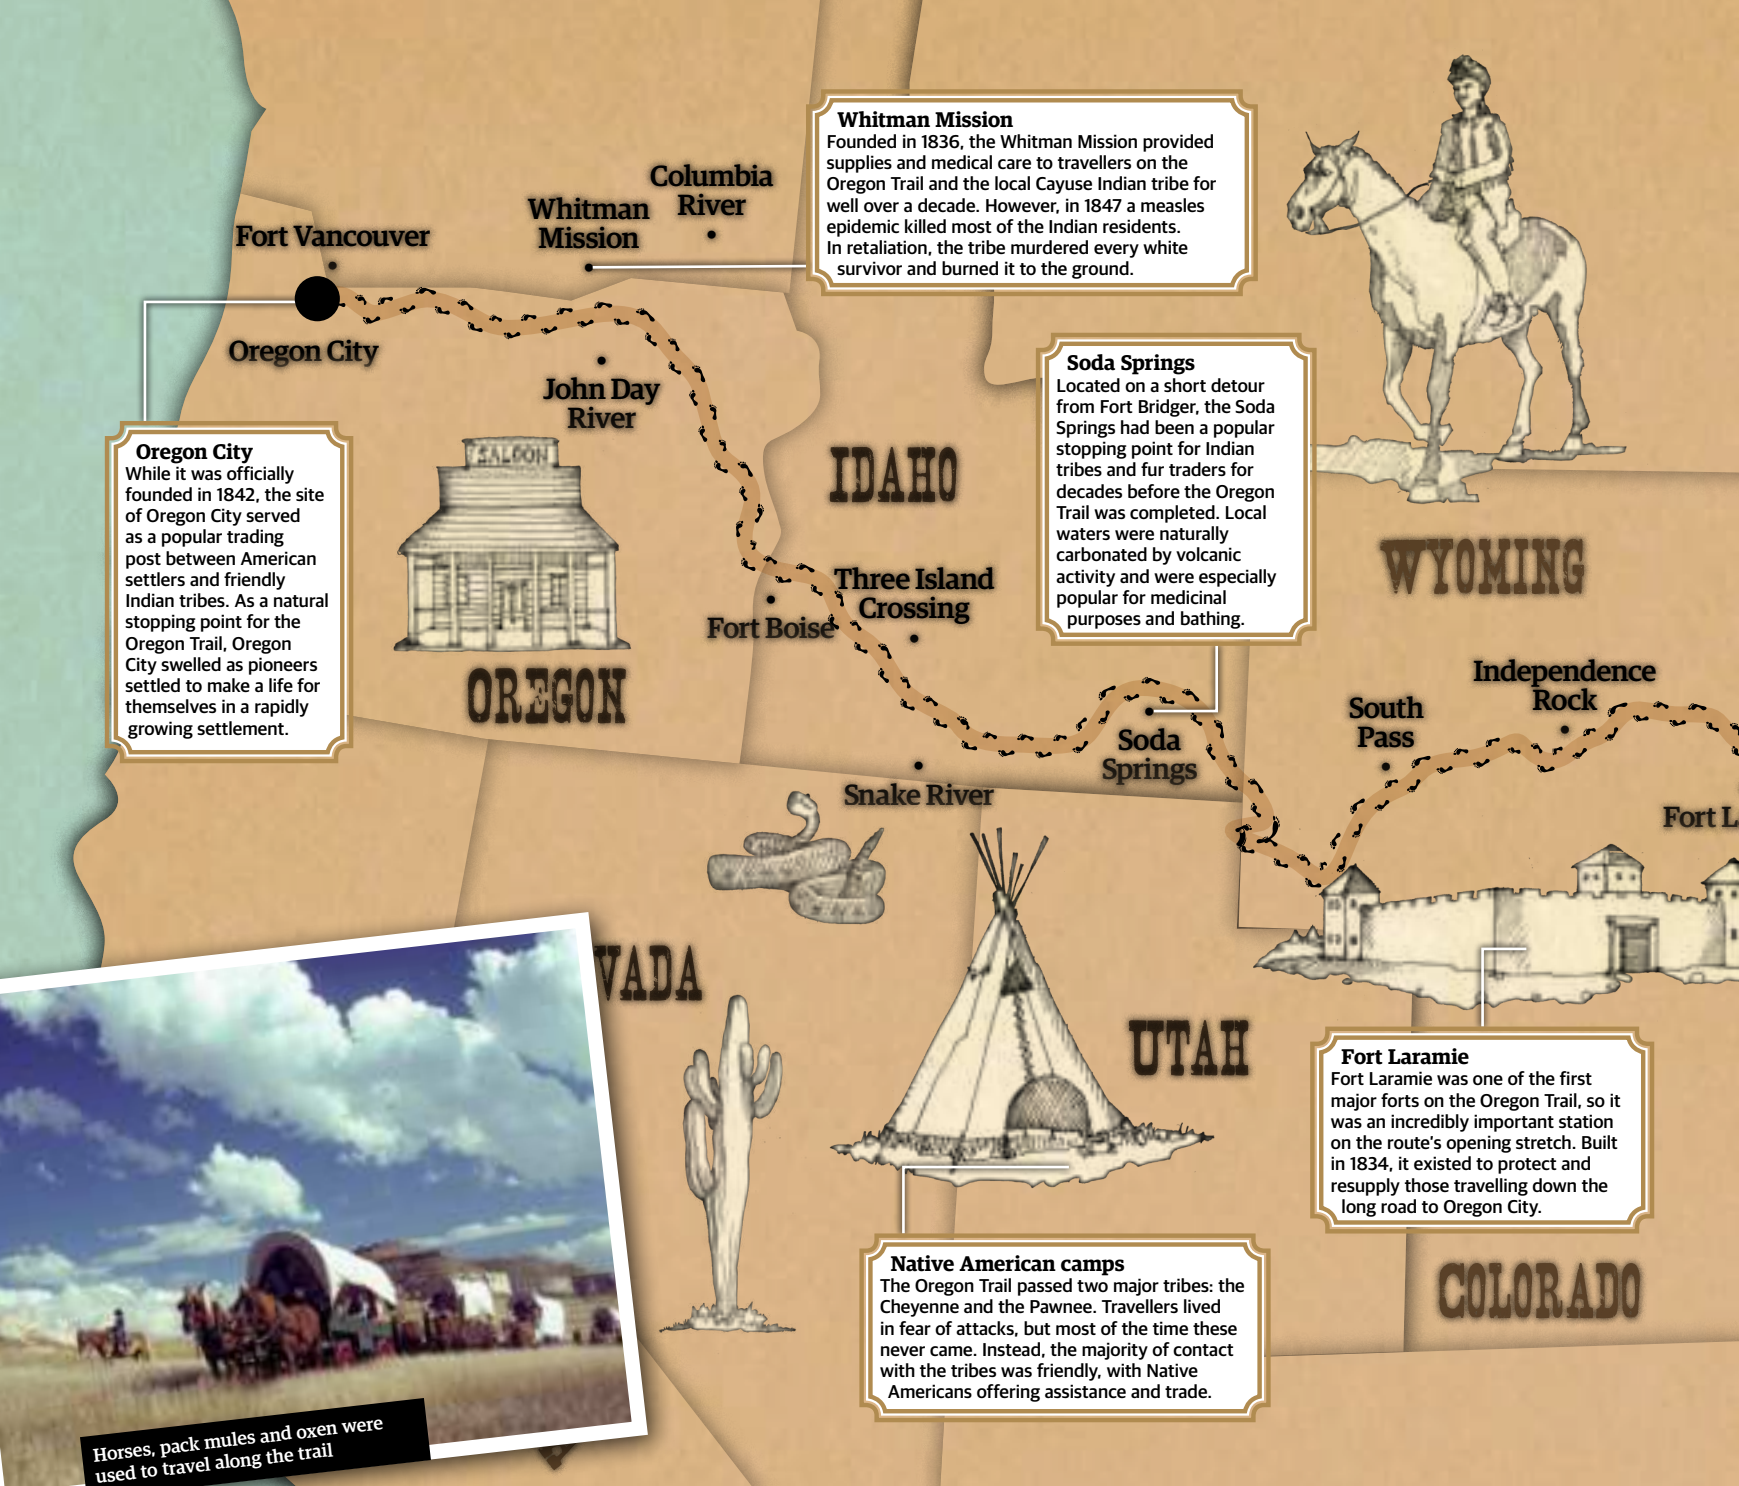 Whitman Mission
Founded in 1836, the Whitman Mission provided
supplies and medical care to travellers on the
Oregon Trail and the local Cayuse Indian tribe for
well over a decade. However, in 1847 a measles
epidemic killed most of the Indian residents.
In retaliation, the tribe murdered every white
survivor and burned it to the ground.
Columbia
River
Whitman
Mission
Fort Vancouver
Oregon City
John Day
River
Soda Springs
Located on a short detour
from Fort Bridger, the Soda
Springs had been a popular
stopping point for Indian
tribes and fur traders for
decades before the Oregon
Trail was completed. Local
waters were naturally
carbonated by volcanic
activity and were especially
popular for medicinal
purposes and bathing.
Oregon City
While it was officially
founded in 1842, the site
of Oregon City served
as a popular trading
post between American
settlers and friendly
Indian tribes. As a natural
stopping point for the
Oregon Trail, Oregon
City swelled as pioneers
settled to make a life for
themselves in a rapidly
growing settlement.
SALOON
IDAHO
WYOMING
Three Island
Crossing
Fort Boise
OREGON
Independence
Rock
South
Pass
Soda
Springs
Snake River
Fort L
VADA
UTAH
Fort Laramie
Fort Laramie was one of the first
major forts on the Oregon Trail, so it
was an incredibly important station
on the route's opening stretch. Built
in 1834, it existed to protect and
resupply those travelling down the
long road to Oregon City.
COLORADO
Native American camps
The Oregon Trail passed two major tribes: the
Cheyenne and the Pawnee. Travellers lived
in fear of attacks, but most of the time these
never came. Instead, the majority of contact
with the tribes was friendly, with Native
Americans offering assistance and trade.
Horses, pack mules and oxen were
used to travel along the trail